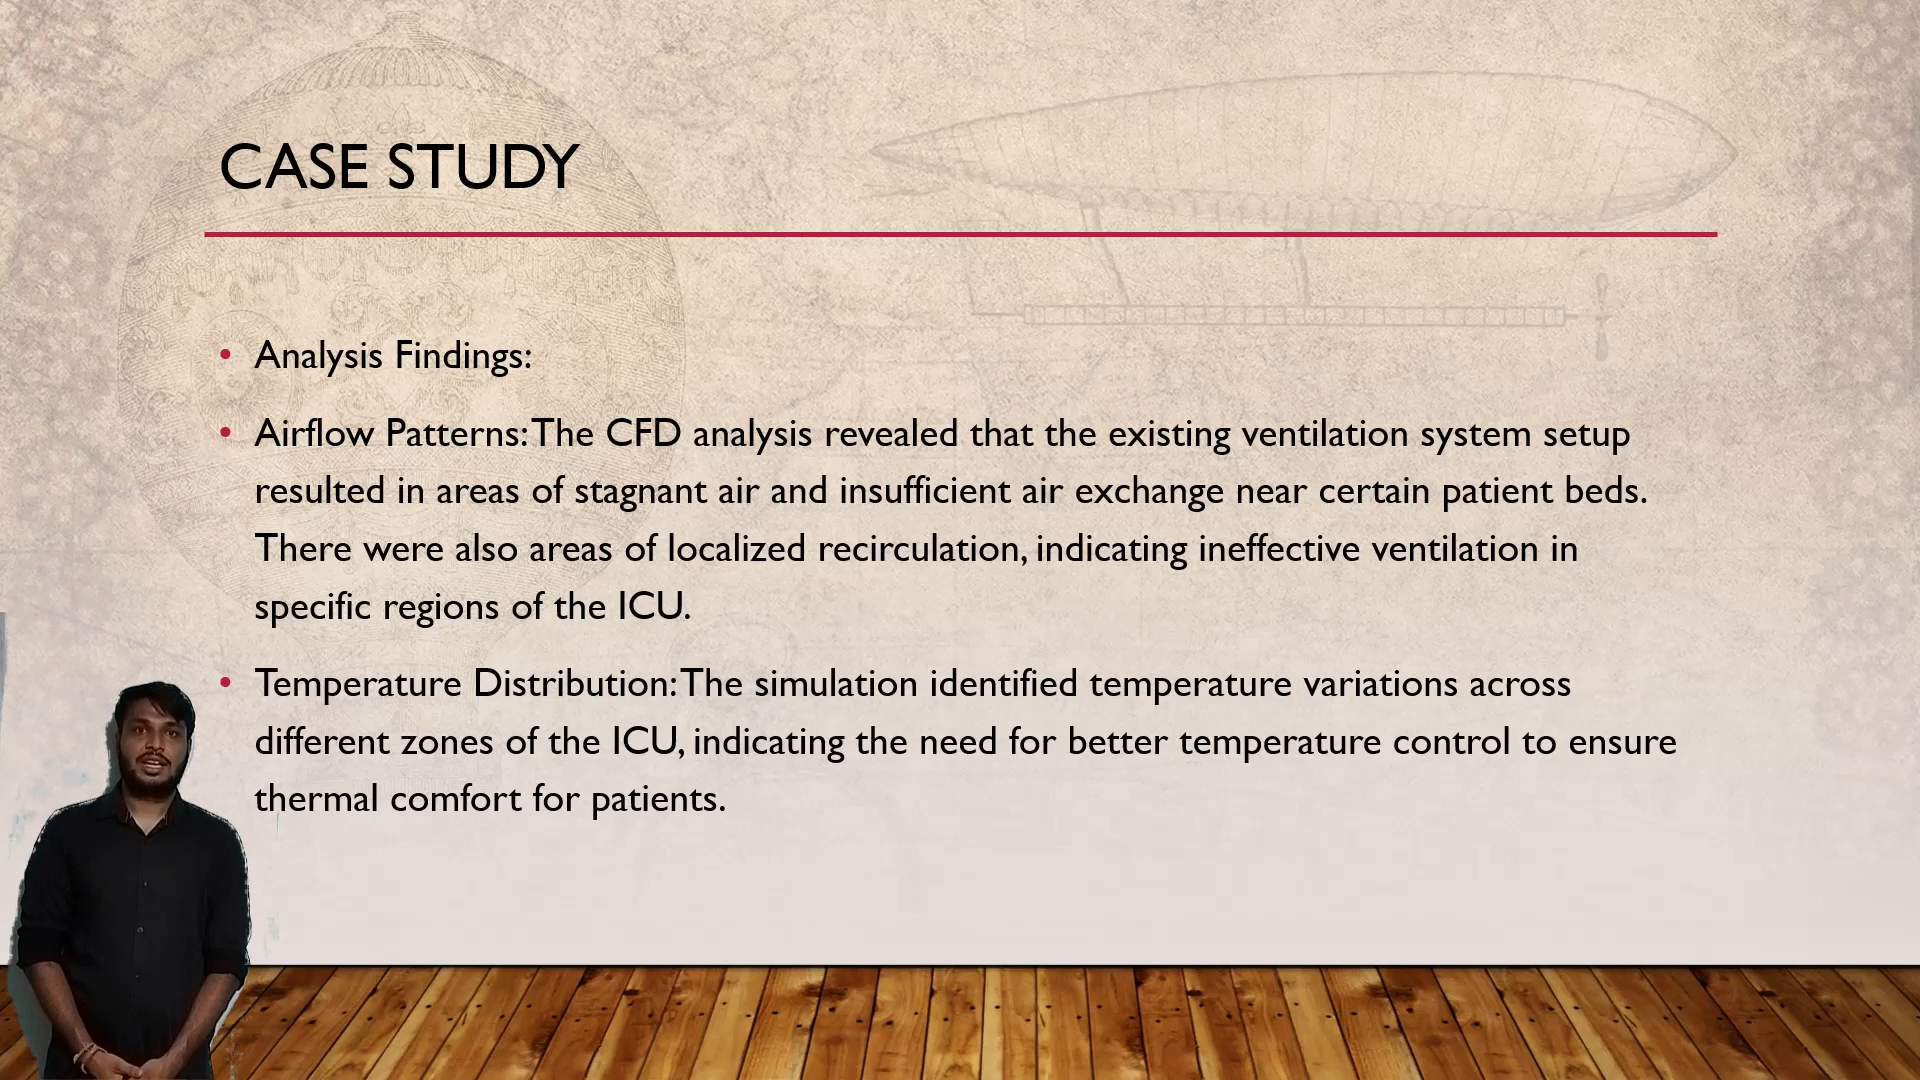 CASE STUDY
• Analysis Findings:
• Airflow Patterns: The CFD analysis revealed that the existing ventilation system setup
resulted in areas of stagnant air and insufficient air exchange near certain patient beds.
There were also areas of localized recirculation, indicating ineffective ventilation in
specific regions of the ICU.
• Temperature Distribution: The simulation identified temperature variations across
different zones of the ICU, indicating the need for better temperature control to ensure
thermal comfort for patients.